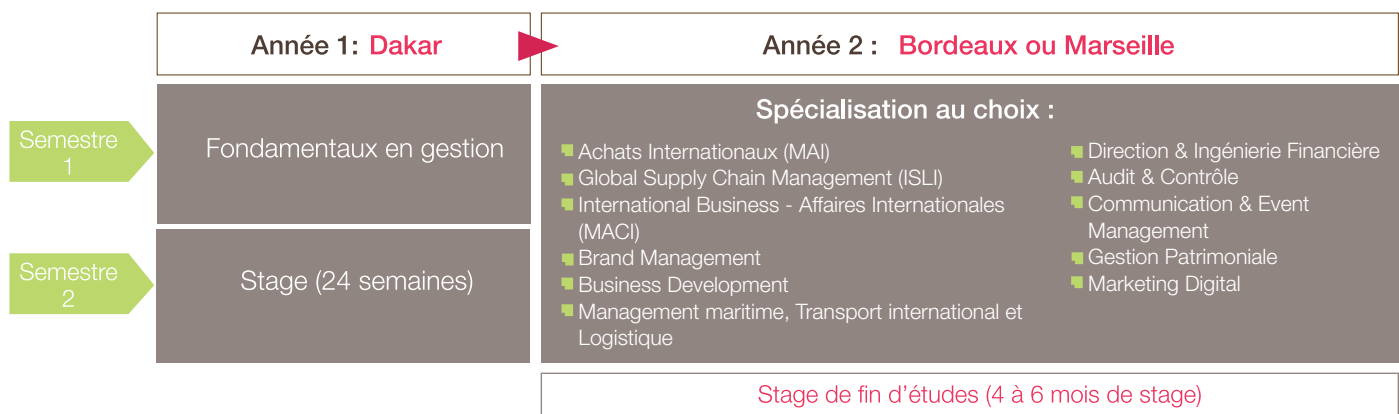 Année 1: Dakar
Année 2 : Bordeaux ou Marseille
Semestre
1
Fondamentaux en gestion
Semestre
2
Stage (24 semaines)
Spécialisation au choix :
Achats Internationaux (MAI)
Global Supply Chain Management (ISLI)
International Business - Affaires Internationales
(MACI)
Brand Management
Business Development
Management maritime, Transport international et
Logistique
Direction & Ingénierie Financière
Audit & Contrôle
Communication & Event
Management
Gestion Patrimoniale
Marketing Digital
Stage de fin d'études (4 à 6 mois de stage)